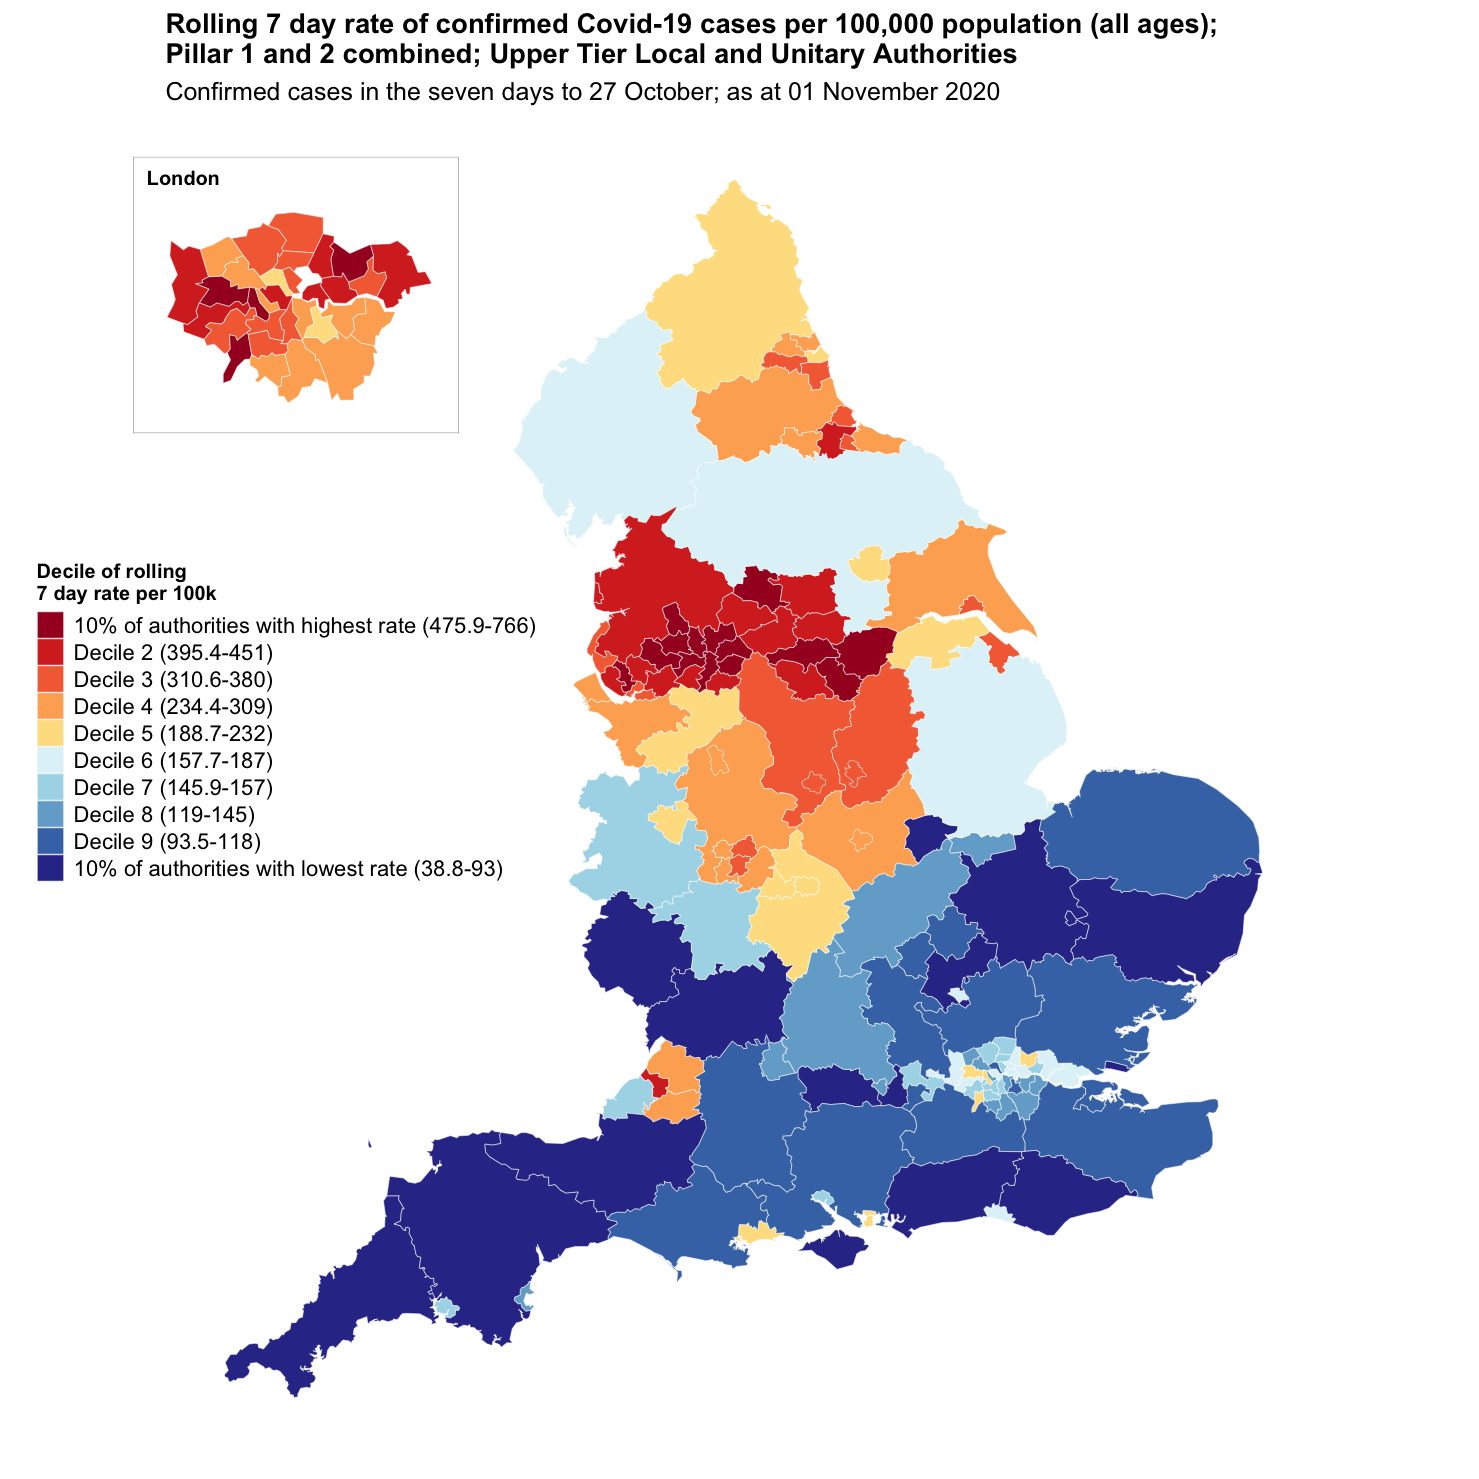 Rolling 7 day rate of confirmed Covid-19 cases per 100,000 population (all ages);
Pillar 1 and 2 combined; Upper Tier Local and Unitary Authorities
Confirmed cases in the seven days to 27 October; as at 01 November 2020
London
Decile of rolling
7 day rate per 100k
10% of authorities with highest rate (475.9-766)
Decile 2 (395.4-451)
Decile 3 (310.6-380)
Decile 4 (234.4-309)
Decile 5 (188.7-232)
Decile 6 (157.7-187)
Decile 7 (145.9-157)
Decile 8 (119-145)
Decile 9 (93.5-118)
10% of authorities with lowest rate (38.8-93)